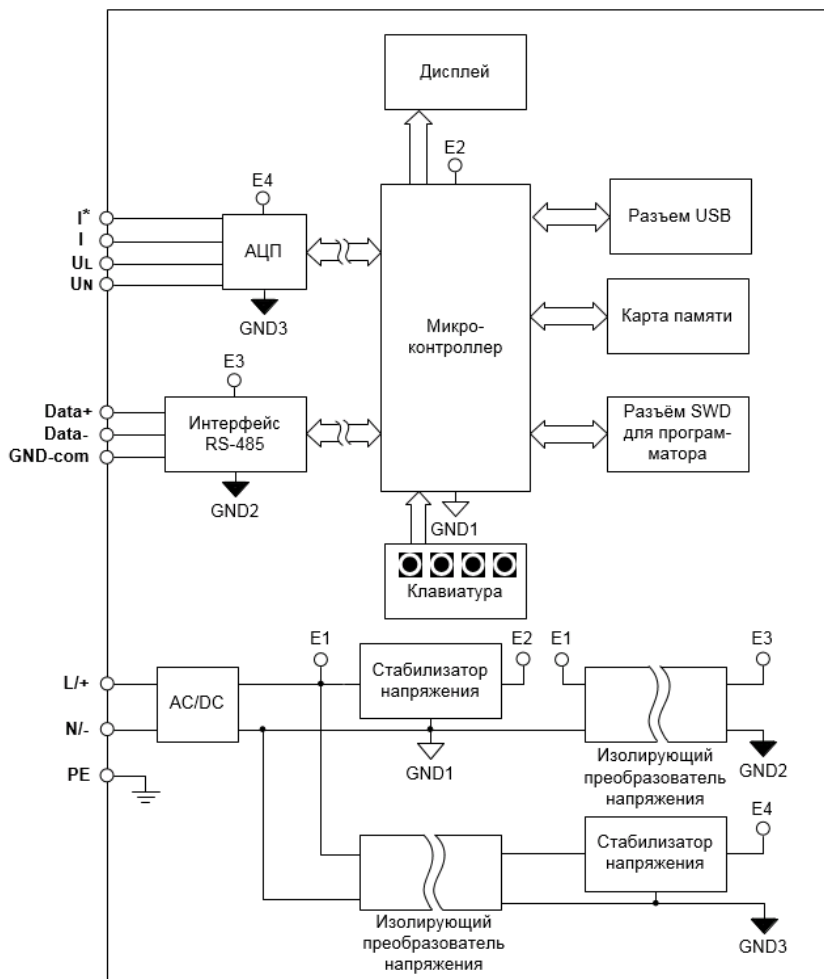 Дисплей
E2
E4
I*
I
UL
UN
АЦП
GND3
Микро-
контроллер
Разъем USB
Карта памяти
Разъём SWD
для програм-
матора
E3
Data+
Data-
GND-com
Интерфейс
RS-485
GND2
GND1
Клавиатура
E1
E2
E1
E3
L/+
N/-
PE
AC/DC
Стабилизатор
напряжения
GND1
GND2
Изолирующий
преобразователь
напряжения
E4
Стабилизатор
напряжения
Изолирующий
преобразователь
напряжения
GND3